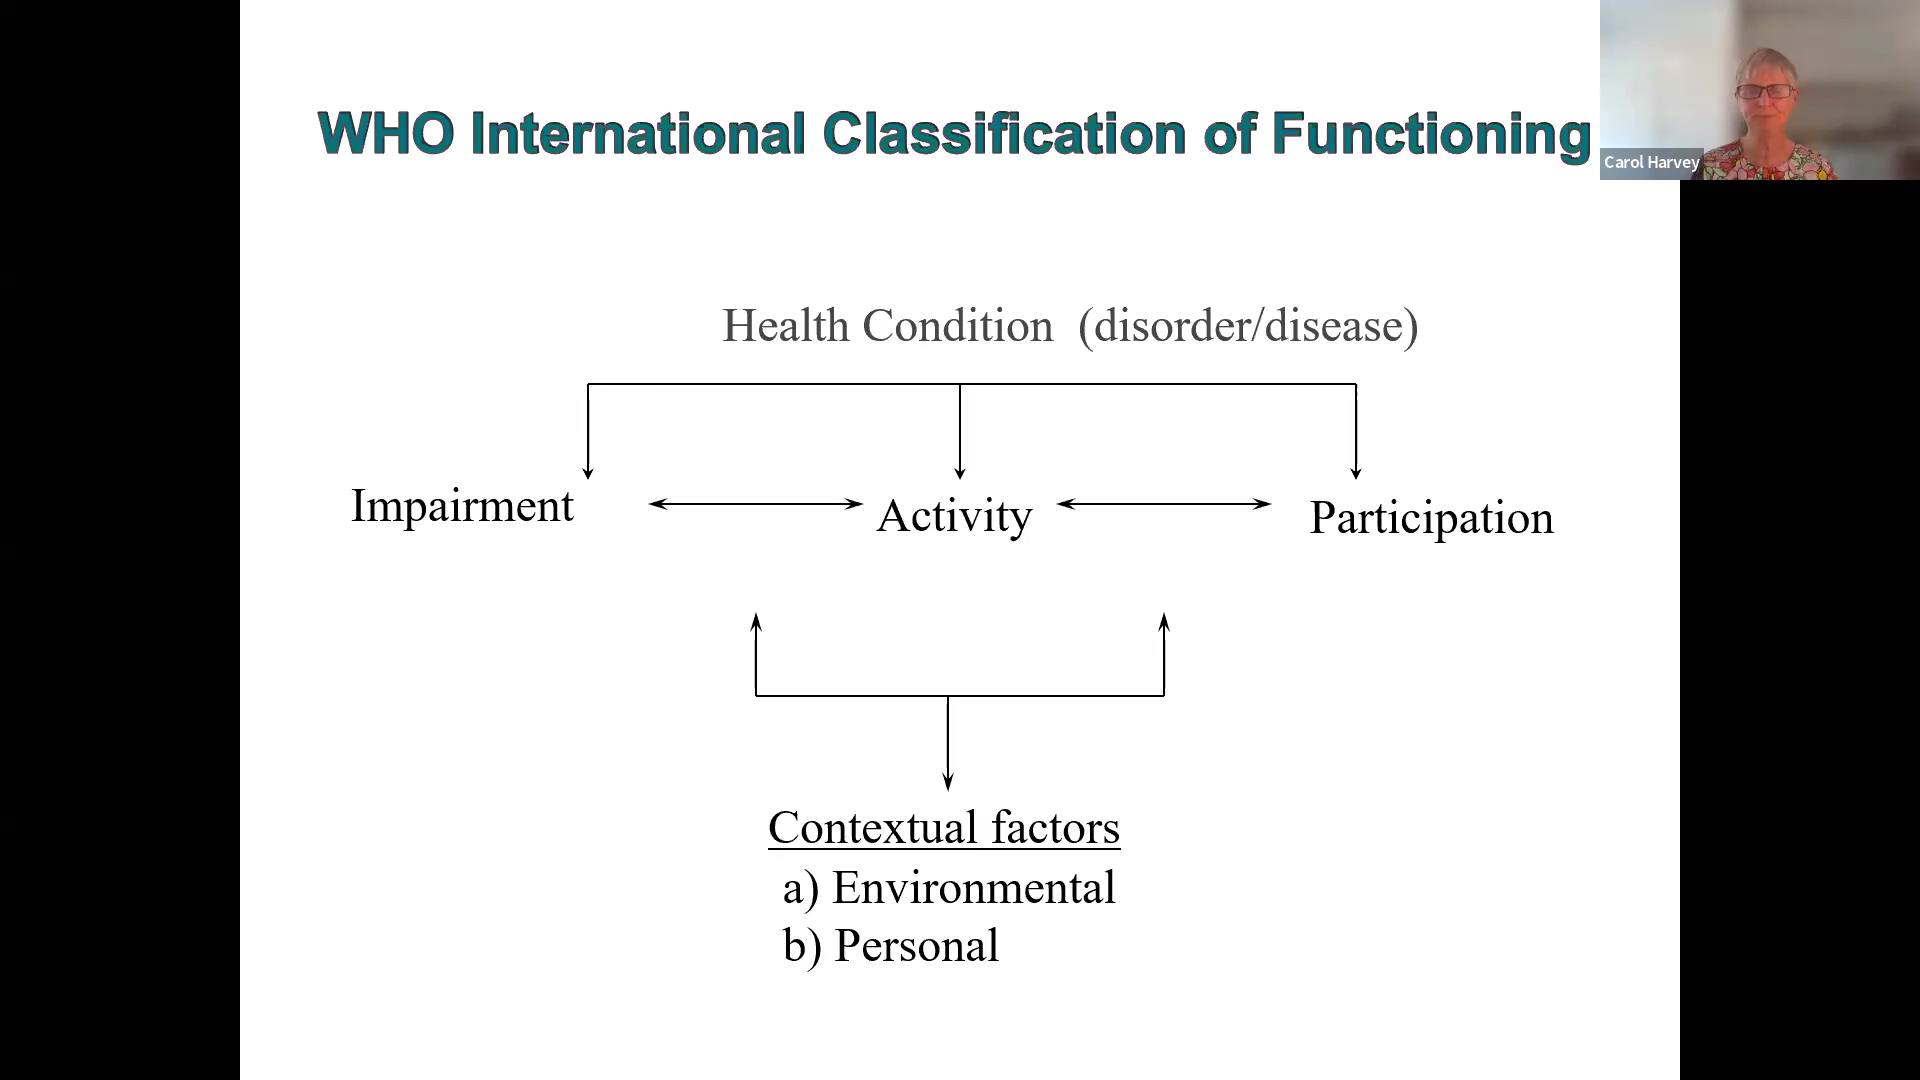 WHO International Classification of Functioning
Carol Harvey
Health Condition (disorder/disease)
Impairment
Activity
Participation
Contextual factors
a) Environmental
b) Personal